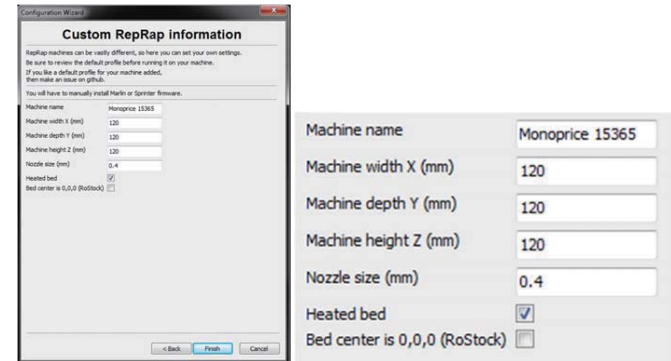 Configuration Wizard
Custom RepRap information
RepRap machines can be vastly different, so here you can set your own settings.
Be sure to review the default profile before running it on your machine.
If you like a default profile for your machine added,
then make an issue on github.
You will have to manually install Marlin or Sprinter firmware.
Machine name Monoprice 15365
Machine width X (mm) 120
Machine depth Y (mm) 120
Machine height Z (mm) 120
Nozzle size (mm) 0.4
Heated bed
Bed center is 0,0,0 (RoStock)
< Back Finish Cancel
Machine name Monoprice 15365
Machine width X (mm) 120
Machine depth Y (mm) 120
Machine height Z (mm) 120
Nozzle size (mm) 0.4
Heated bed
Bed center is 0,0,0 (RoStock)